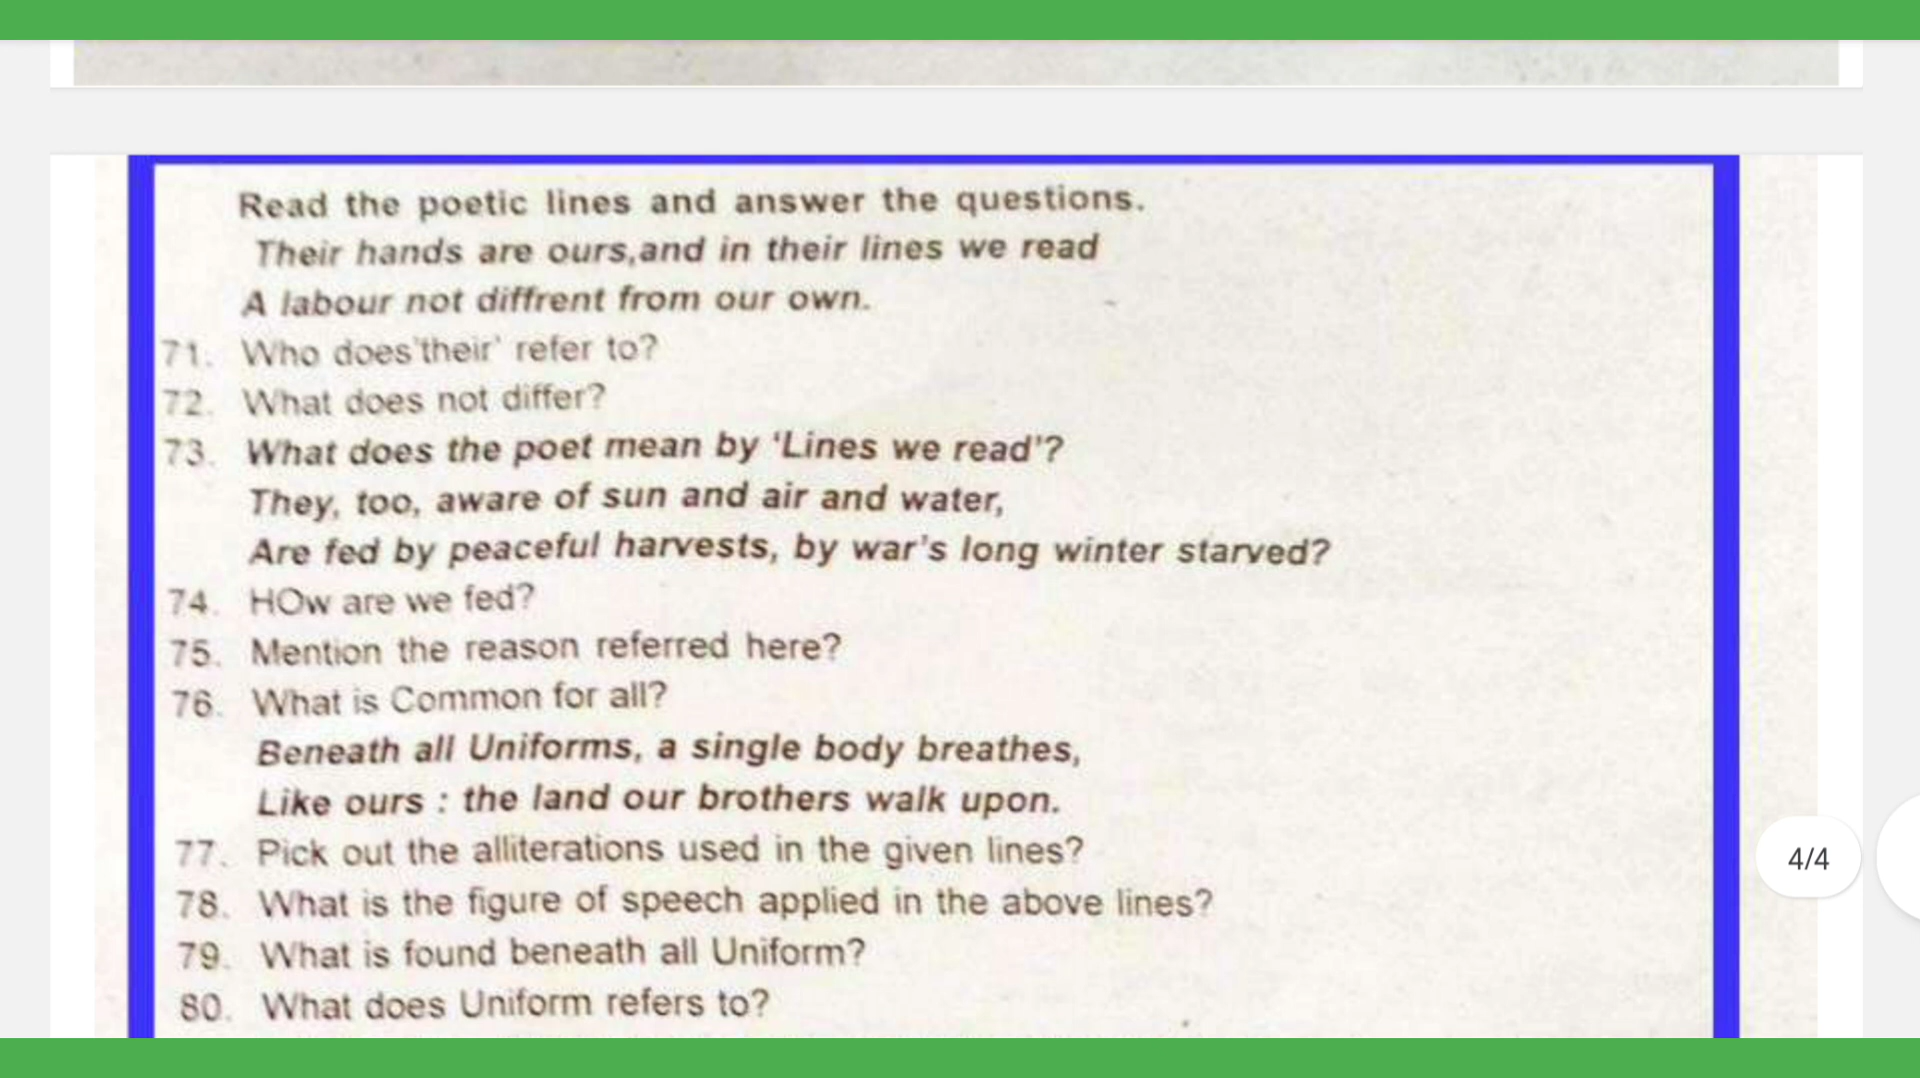 Read the poetic lines and answer the questions.
Their hands are ours,and in their lines we read
A labour not diffrent from our own.
71. Who does'their' refer to?
72. What does not differ?
73. What does the poet mean by 'Lines we read'?
They, too, aware of sun and air and water,
Are fed by peaceful harvests, by war's long winter starved?
74. HOw are we fed?
75. Mention the reason referred here?
76. What is Common for all?
Beneath all Uniforms, a single body breathes,
Like ours : the land our brothers walk upon.
77. Pick out the alliterations used in the given lines?
78. What is the figure of speech applied in the above lines?
4/4
79. What is found beneath all Uniform?
80. What does Uniform refers to?